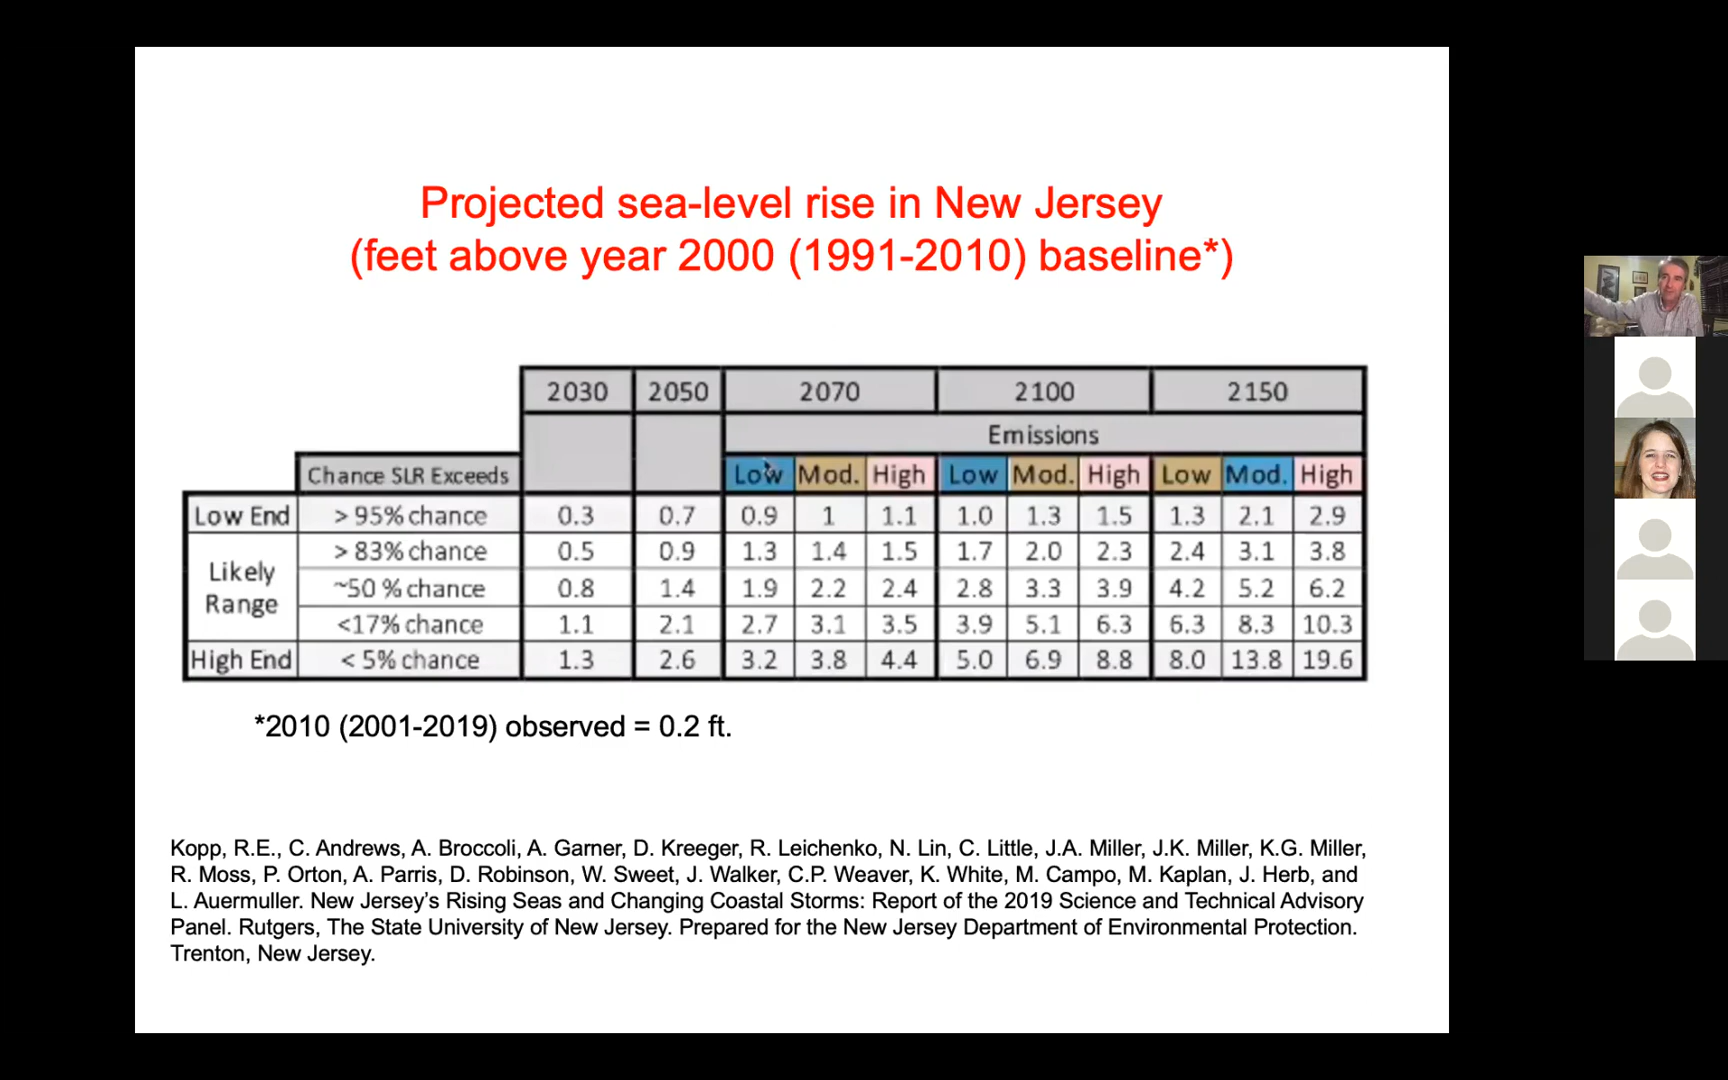 Projected sea-level rise in New Jersey
(feet above year 2000 (1991-2010) baseline*)
2030 2050 2070 2100 2150
Emissions
Chance SLR Exceeds Low Mod. High Low Mod. High Low Mod. High
Low End > 95% chance 0.3 0.7 0.9 1 1.1 1.0 1.3 1.5 1.3 2.1 2.9
Likely Range > 83% chance 0.5 0.9 1.3 1.4 1.5 1.7 2.0 2.3 2.4 3.1 3.8
~50 % chance 0.8 1.4 1.9 2.2 2.4 2.8 3.3 3.9 4.2 5.2 6.2
<17% chance 1.1 2.1 2.7 3.1 3.5 3.9 5.1 6.3 6.3 8.3 10.3
High End < 5% chance 1.3 2.6 3.2 3.8 4.4 5.0 6.9 8.8 8.0 13.8 19.6
*2010 (2001-2019) observed = 0.2 ft.
Kopp, R.E., C. Andrews, A. Broccoli, A. Garner, D. Kreeger, R. Leichenko, N. Lin, C. Little, J.A. Miller, J.K. Miller, K.G. Miller,
R. Moss, P. Orton, A. Parris, D. Robinson, W. Sweet, J. Walker, C.P. Weaver, K. White, M. Campo, M. Kaplan, J. Herb, and
L. Auermuller. New Jersey’s Rising Seas and Changing Coastal Storms: Report of the 2019 Science and Technical Advisory
Panel. Rutgers, The State University of New Jersey. Prepared for the New Jersey Department of Environmental Protection.
Trenton, New Jersey.